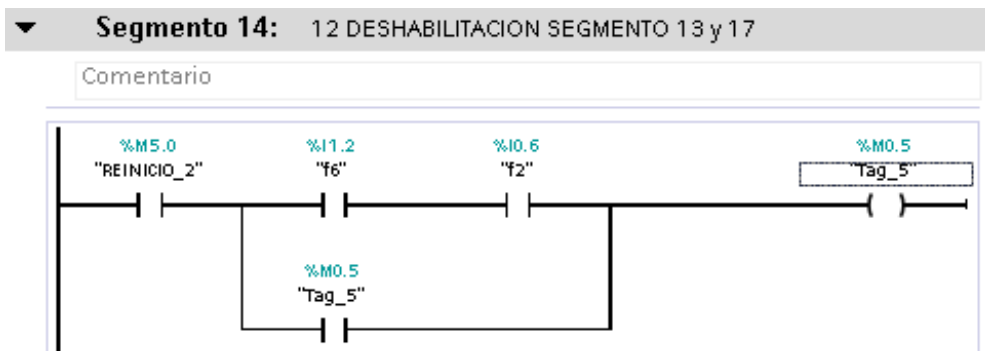 Segmento 14: 12 DESHABILITACION SEGMENTO 13 y 17
Comentario
%M5.0 %I1.2 %I0.6 %M0.5
"REINICIO_2" "f6" "f2" "Tag_5"
%M0.5
"Tag_5"